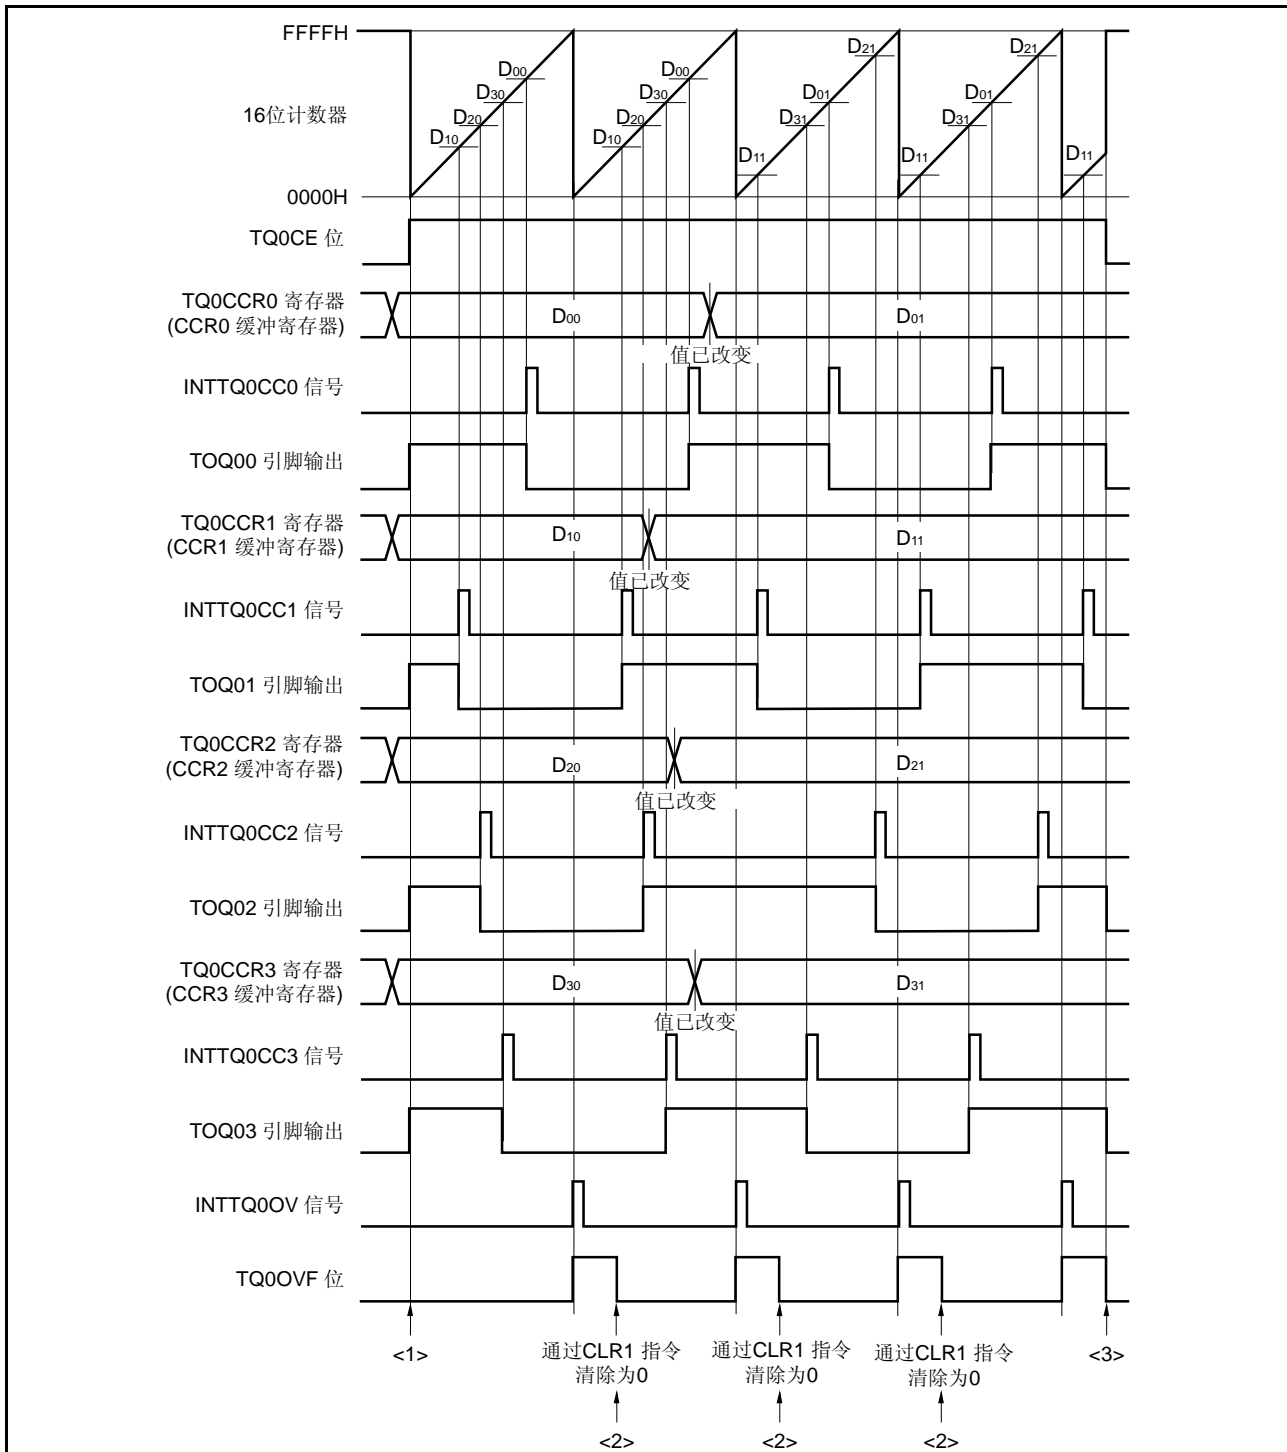 FFFFH
16位计数器
0000H
D10 D20 D30 D00 D10 D20 D30 D00 D11 D31 D01 D21 D11 D31 D01 D21 D11
TQ0CE 位
TQ0CCR0 寄存器
(CCR0 缓冲寄存器)
D00 D01
值已改变
INTTQ0CC0 信号
TOQ00 引脚输出
TQ0CCR1 寄存器
(CCR1 缓冲寄存器)
D10 D11
值已改变
INTTQ0CC1 信号
TOQ01 引脚输出
TQ0CCR2 寄存器
(CCR2 缓冲寄存器)
D20 D21
值已改变
INTTQ0CC2 信号
TOQ02 引脚输出
TQ0CCR3 寄存器
(CCR3 缓冲寄存器)
D30 D31
值已改变
INTTQ0CC3 信号
TOQ03 引脚输出
INTTQ0OV 信号
TQ0OVF 位
<1>
通过CLR1 指令
清除为0
<2>
通过CLR1 指令
清除为0
<2>
通过CLR1 指令
清除为0
<2>
<3>